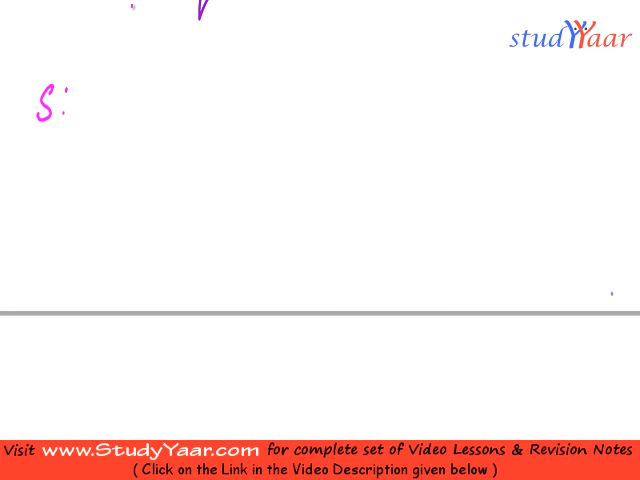 studYYaar
S:
Visit www.StudyYaar.com for complete set of Video Lessons & Revision Notes
( Click on the Link in the Video Description given below )